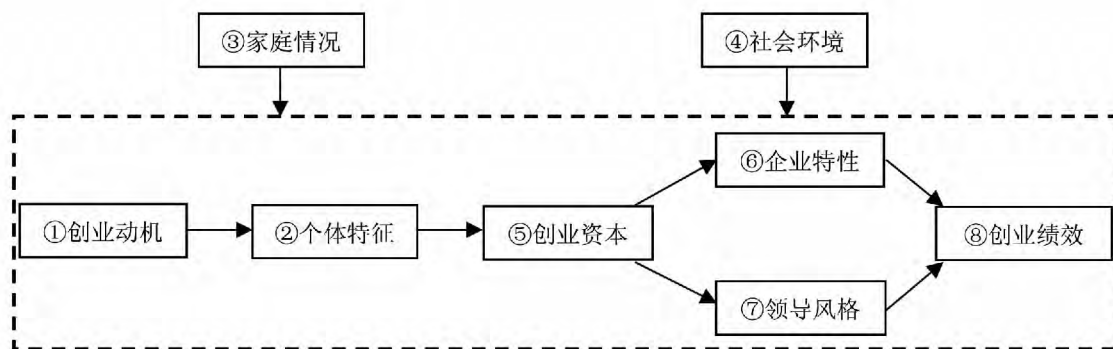 ③家庭情况
④社会环境
⑥企业特性
①创业动机
②个体特征
⑤创业资本
⑧创业绩效
⑦领导风格